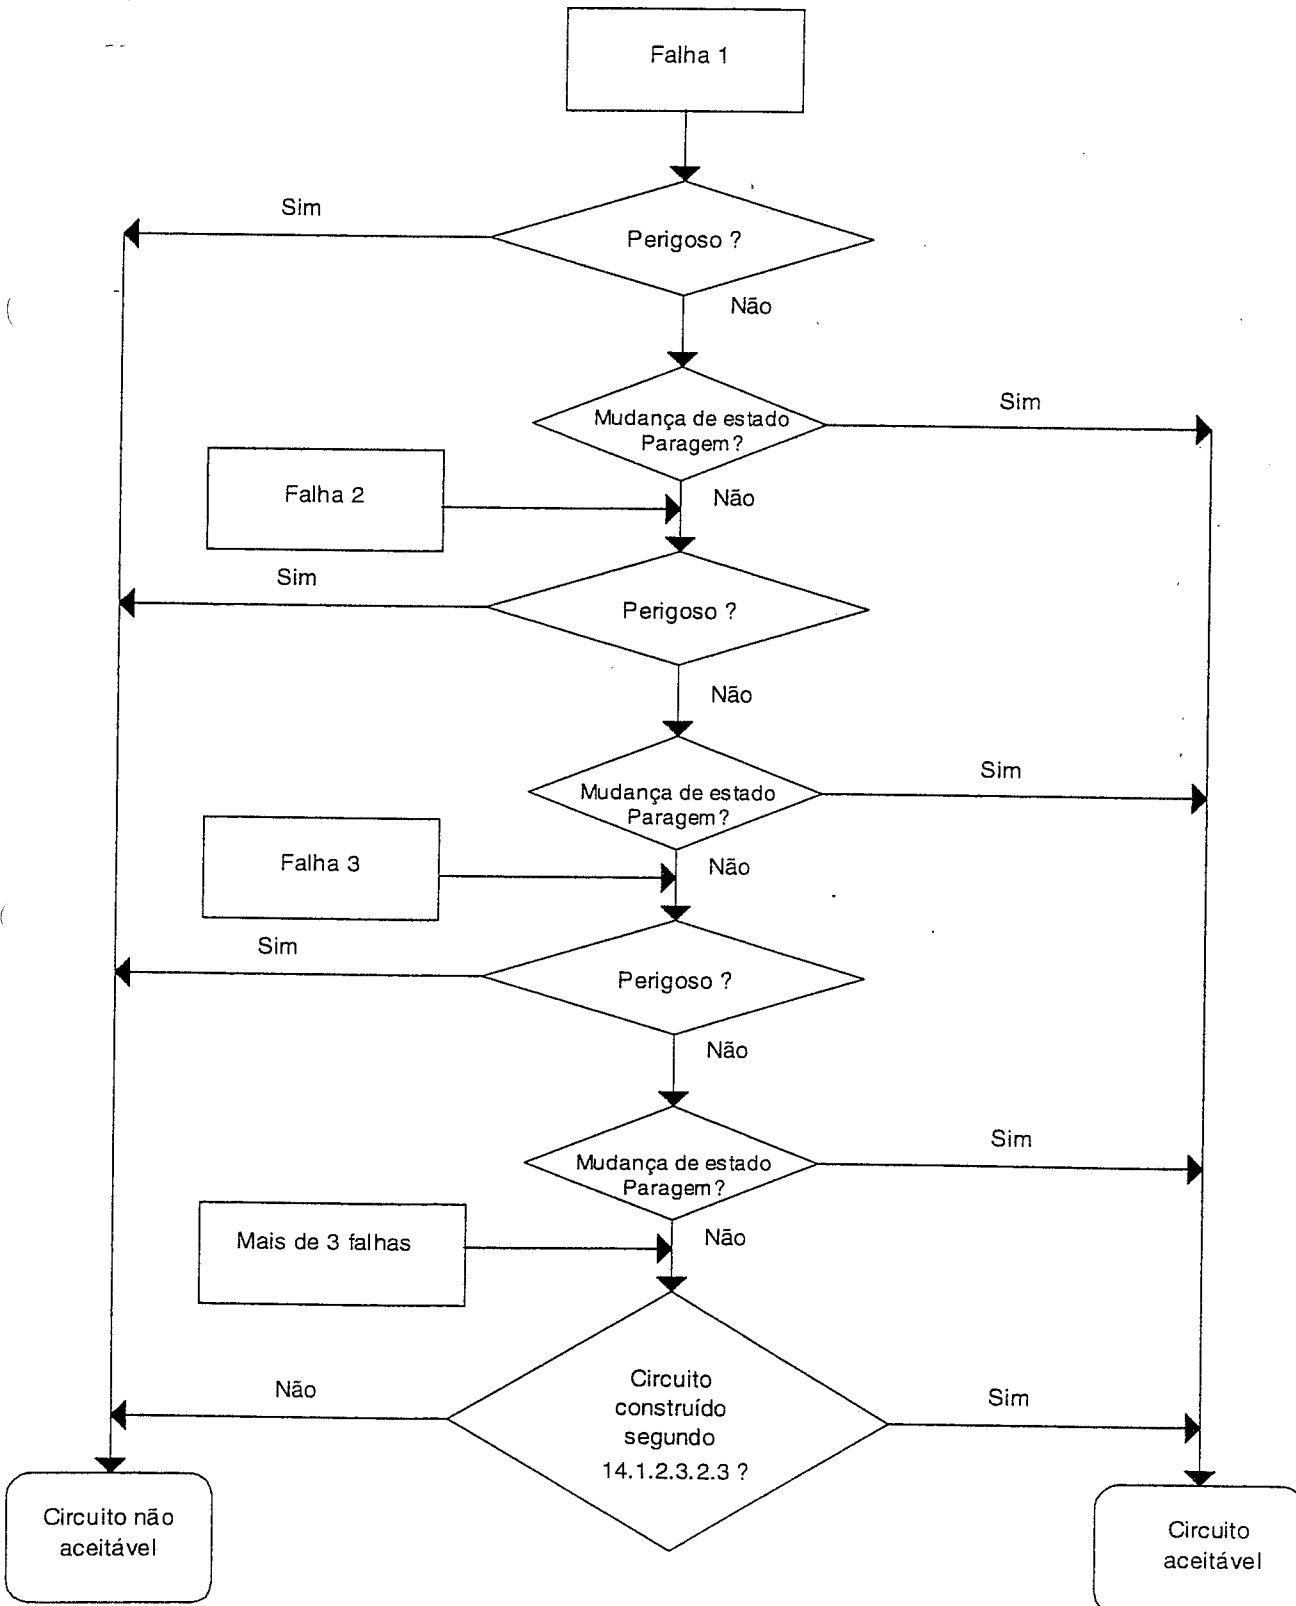 Falha 1
Sim
Perigoso ?
Não
Mudança de estado
Paragem?
Sim
Falha 2
Não
Sim
Perigoso ?
Não
Mudança de estado
Paragem?
Sim
Falha 3
Não
Sim
Perigoso ?
Não
Mudança de estado
Paragem?
Sim
Mais de 3 falhas
Não
Circuito
construído
segundo
14.1.2.3.2.3 ?
Não
Sim
Circuito não
aceitável
Circuito
aceitável